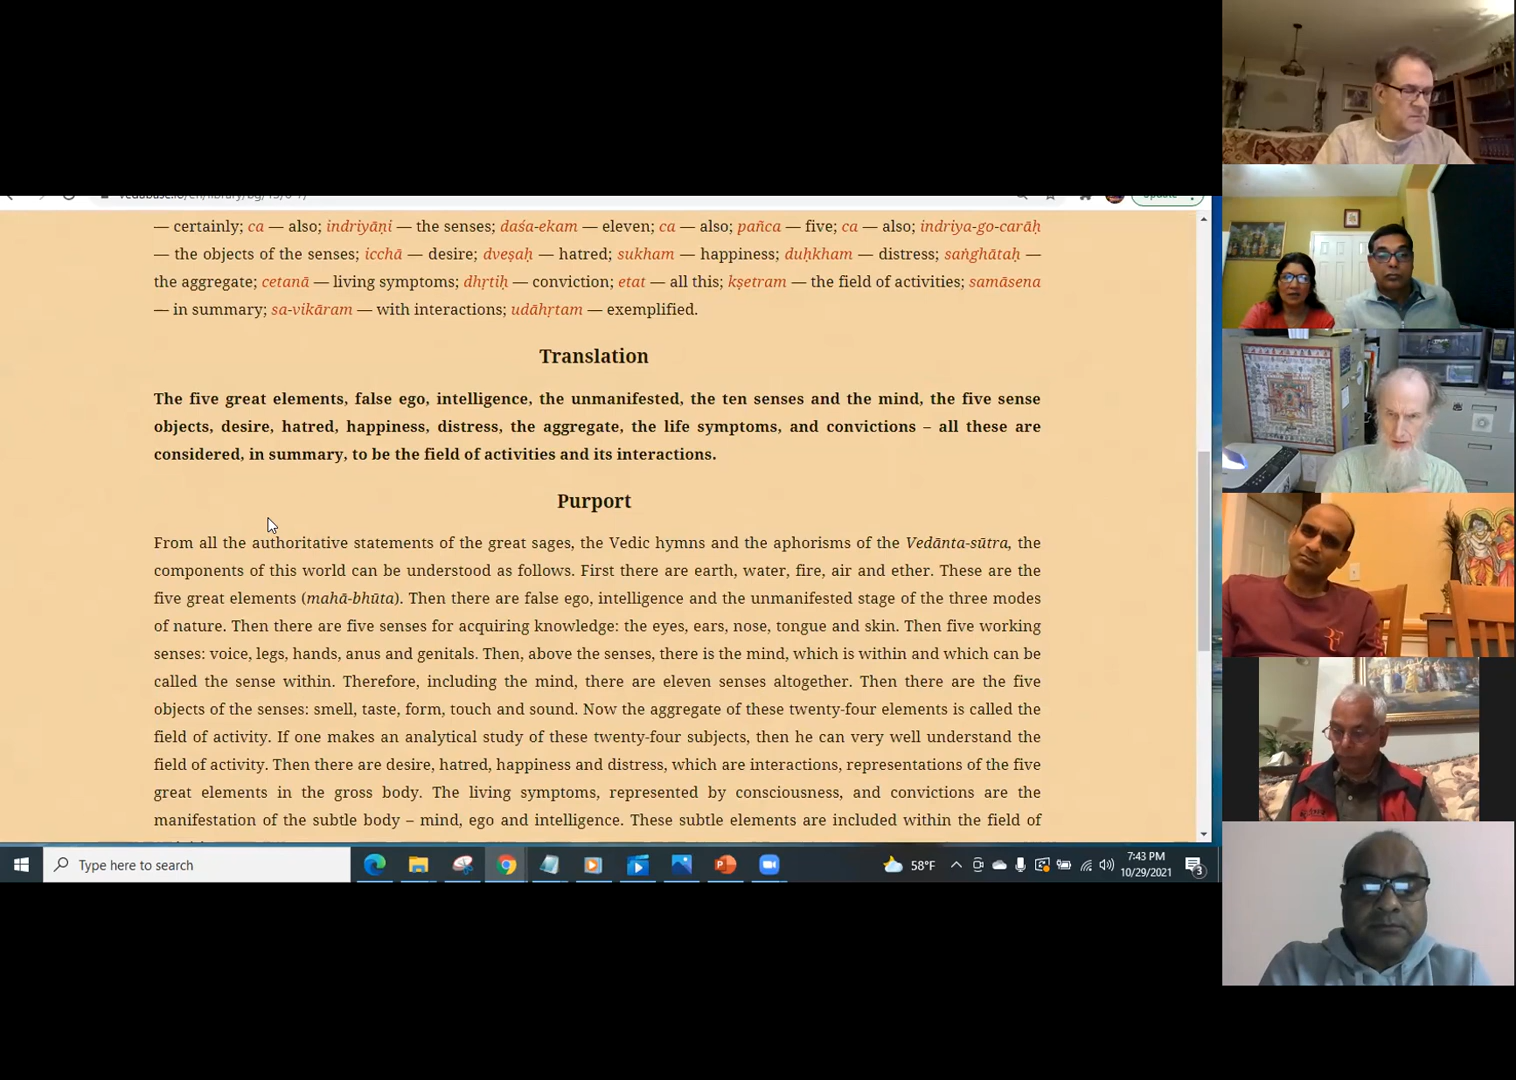 — certainly; ca — also; indriyāṇi — the senses; daśa-ekam — eleven; ca — also; pañca — five; ca — also; indriya-go-carāḥ
— the objects of the senses; icchā — desire; dveṣaḥ — hatred; sukham — happiness; duḥkham — distress; saṅghātaḥ —
the aggregate; cetanā — living symptoms; dhṛtiḥ — conviction; etat — all this; kṣetram — the field of activities; samāsena
— in summary; sa-vikāram — with interactions; udāhṛtam — exemplified.
Translation
The five great elements, false ego, intelligence, the unmanifested, the ten senses and the mind, the five sense
objects, desire, hatred, happiness, distress, the aggregate, the life symptoms, and convictions – all these are
considered, in summary, to be the field of activities and its interactions.
Purport
From all the authoritative statements of the great sages, the Vedic hymns and the aphorisms of the Vedānta-sūtra, the
components of this world can be understood as follows. First there are earth, water, fire, air and ether. These are the
five great elements (mahā-bhūta). Then there are false ego, intelligence and the unmanifested stage of the three modes
of nature. Then there are five senses for acquiring knowledge: the eyes, ears, nose, tongue and skin. Then five working
senses: voice, legs, hands, anus and genitals. Then, above the senses, there is the mind, which is within and which can be
called the sense within. Therefore, including the mind, there are eleven senses altogether. Then there are the five
objects of the senses: smell, taste, form, touch and sound. Now the aggregate of these twenty-four elements is called the
field of activity. If one makes an analytical study of these twenty-four subjects, then he can very well understand the
field of activity. Then there are desire, hatred, happiness and distress, which are interactions, representations of the five
great elements in the gross body. The living symptoms, represented by consciousness, and convictions are the
manifestation of the subtle body – mind, ego and intelligence. These subtle elements are included within the field of
Type here to search
58°F
7:43 PM
10/29/2021
3